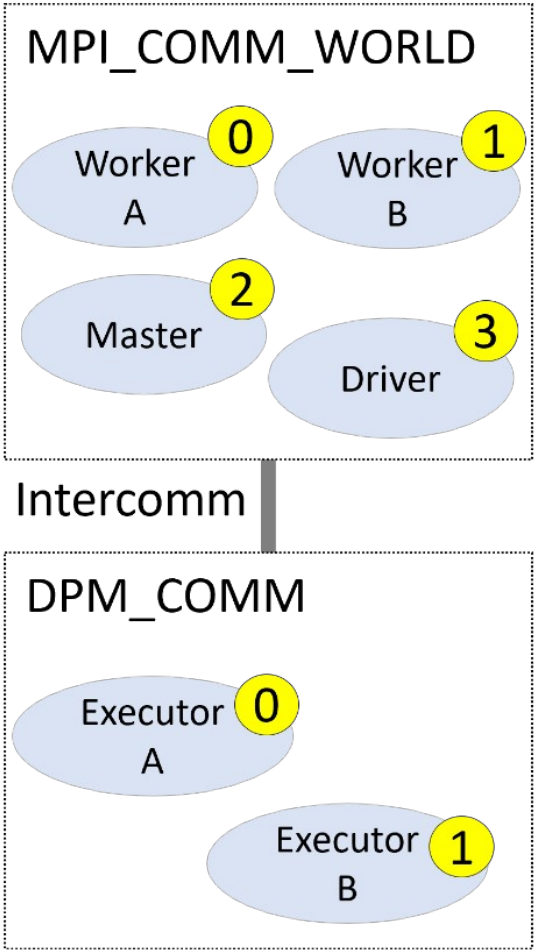 MPI_COMM_WORLD
0
Worker
A
1
Worker
B
2
Master
3
Driver
Intercomm
DPM_COMM
0
Executor
A
1
Executor
B